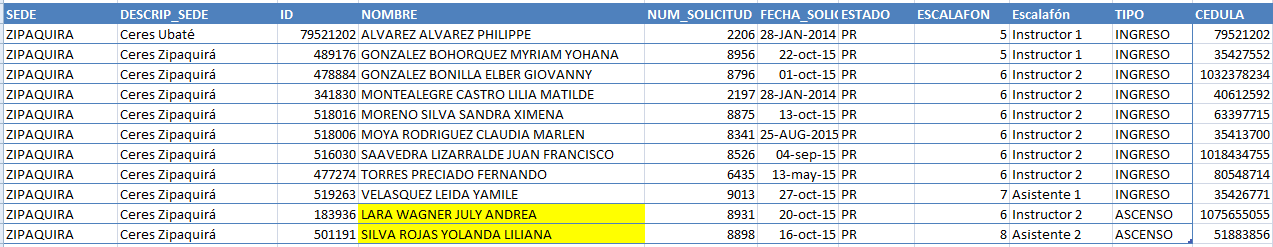 SEDE DESCRIP_SEDE ID NOMBRE NUM_SOLICITUD FECHA_SOLIC ESTADO ESCALAFON Escalafón TIPO CEDULA
ZIPAQUIRA Ceres Ubaté 79521202 ALVAREZ ALVAREZ PHILIPPE 2206 28-JAN-2014 PR 5 Instructor 1 INGRESO 79521202
ZIPAQUIRA Ceres Zipaquirá 489176 GONZALEZ BOHORQUEZ MYRIAM YOHANA 8956 22-oct-15 PR 5 Instructor 1 INGRESO 35427552
ZIPAQUIRA Ceres Zipaquirá 478884 GONZALEZ BONILLA ELBER GIOVANNY 8796 01-oct-15 PR 6 Instructor 2 INGRESO 1032378234
ZIPAQUIRA Ceres Zipaquirá 341830 MONTEALEGRE CASTRO LILIA MATILDE 2197 28-JAN-2014 PR 6 Instructor 2 INGRESO 40612592
ZIPAQUIRA Ceres Zipaquirá 518016 MORENO SILVA SANDRA XIMENA 8875 13-oct-15 PR 6 Instructor 2 INGRESO 63397715
ZIPAQUIRA Ceres Zipaquirá 518006 MOYA RODRIGUEZ CLAUDIA MARLEN 8341 25-AUG-2015 PR 6 Instructor 2 INGRESO 35413700
ZIPAQUIRA Ceres Zipaquirá 516030 SAAVEDRA LIZARRALDE JUAN FRANCISCO 8526 04-sep-15 PR 6 Instructor 2 INGRESO 1018434755
ZIPAQUIRA Ceres Zipaquirá 477274 TORRES PRECIADO FERNANDO 6435 13-may-15 PR 6 Instructor 2 INGRESO 80548714
ZIPAQUIRA Ceres Zipaquirá 519263 VELASQUEZ LEIDA YAMILE 9013 27-oct-15 PR 7 Asistente 1 INGRESO 35426771
ZIPAQUIRA Ceres Zipaquirá 183936 LARA WAGNER JULY ANDREA 8931 20-oct-15 PR 6 Instructor 2 ASCENSO 1075655055
ZIPAQUIRA Ceres Zipaquirá 501191 SILVA ROJAS YOLANDA LILIANA 8898 16-oct-15 PR 8 Asistente 2 ASCENSO 51883856